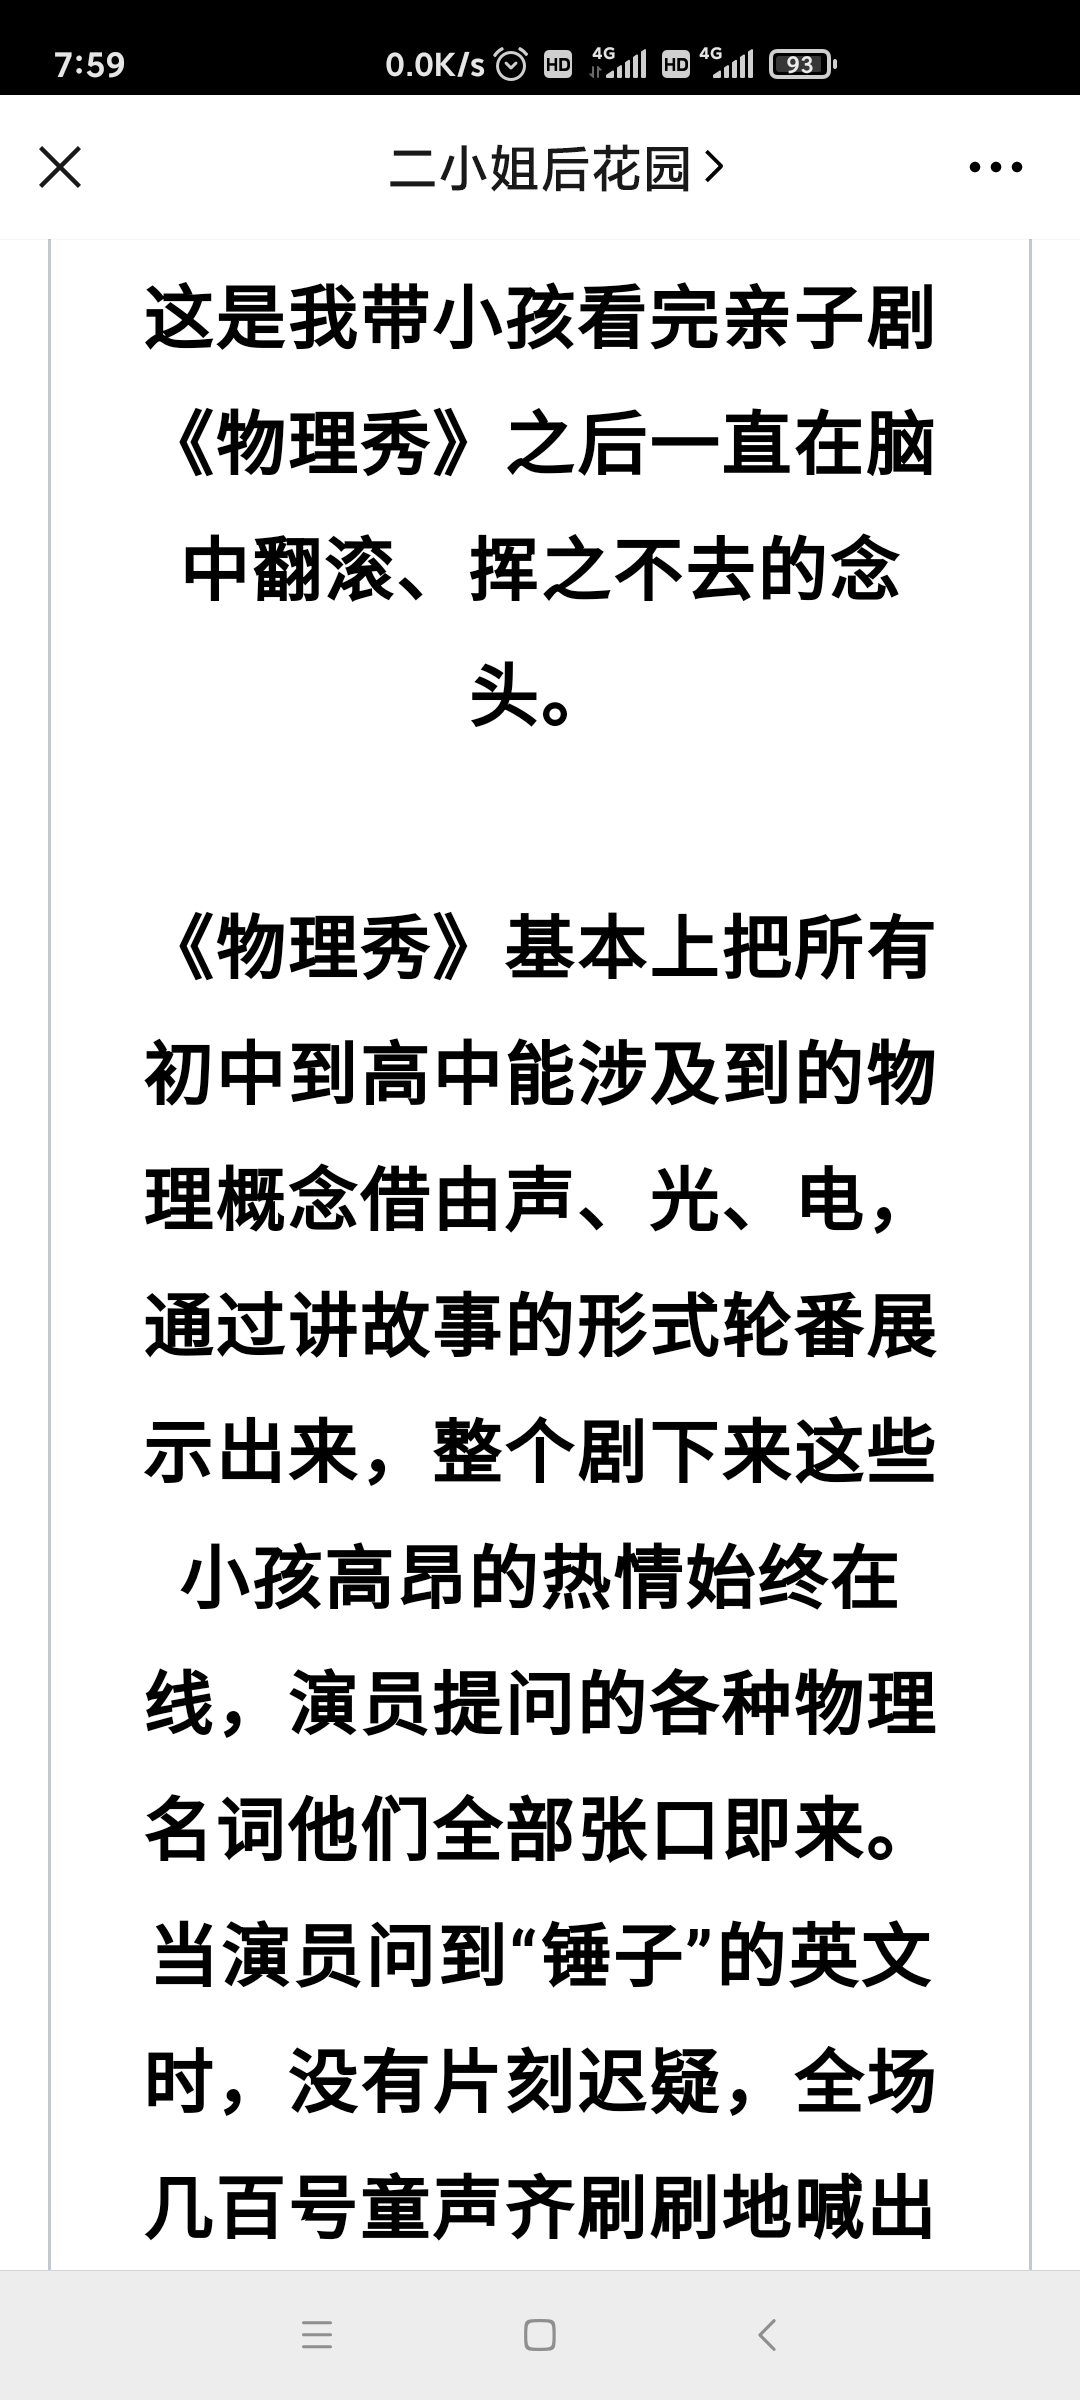 7:59
0.0K/s HD 4G HD 4G 93
二小姐后花园
这是我带小孩看完亲子剧
《物理秀》之后一直在脑
中翻滚、挥之不去的念
头。
《物理秀》基本上把所有
初中到高中能涉及到的物
理概念借由声、光、电，
通过讲故事的形式轮番展
示出来，整个剧下来这些
小孩高昂的热情始终在
线，演员提问的各种物理
名词他们全部张口即来。
当演员问到“锤子”的英文
时，没有片刻迟疑，全场
几百号童声齐刷刷地喊出